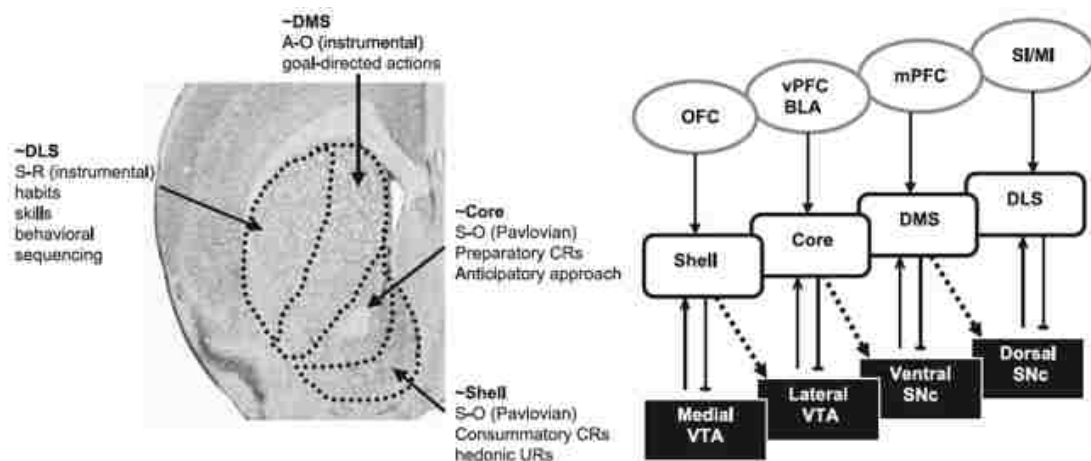 ~DMS
A-O (instrumental)
goal-directed actions
~DLS
S-R (instrumental)
habits
skills
behavioral
sequencing
~Core
S-O (Pavlovian)
Preparatory CRs
Anticipatory approach
~Shell
S-O (Pavlovian)
Consummatory CRs
hedonic URs
OFC
vPFC
BLA
mPFC
SI/MI
Shell
Core
DMS
DLS
Medial
VTA
Lateral
VTA
Ventral
SNc
Dorsal
SNc